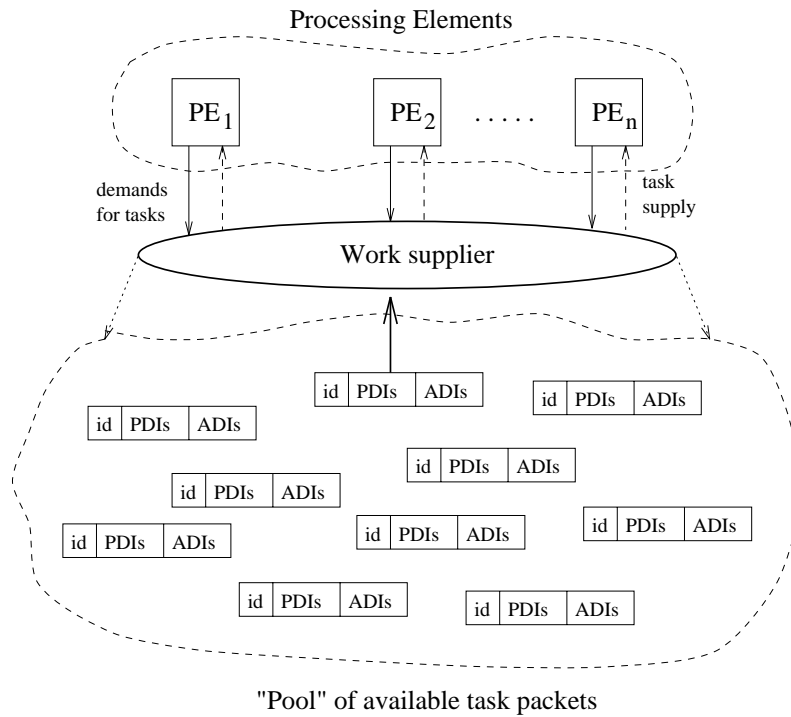 Processing Elements
PE1 PE2 ..... PEn
demands for tasks
task supply
Work supplier
id PDIs ADIs
id PDIs ADIs
id PDIs ADIs
id PDIs ADIs
id PDIs ADIs
id PDIs ADIs
id PDIs ADIs
id PDIs ADIs
id PDIs ADIs
id PDIs ADIs
"Pool" of available task packets